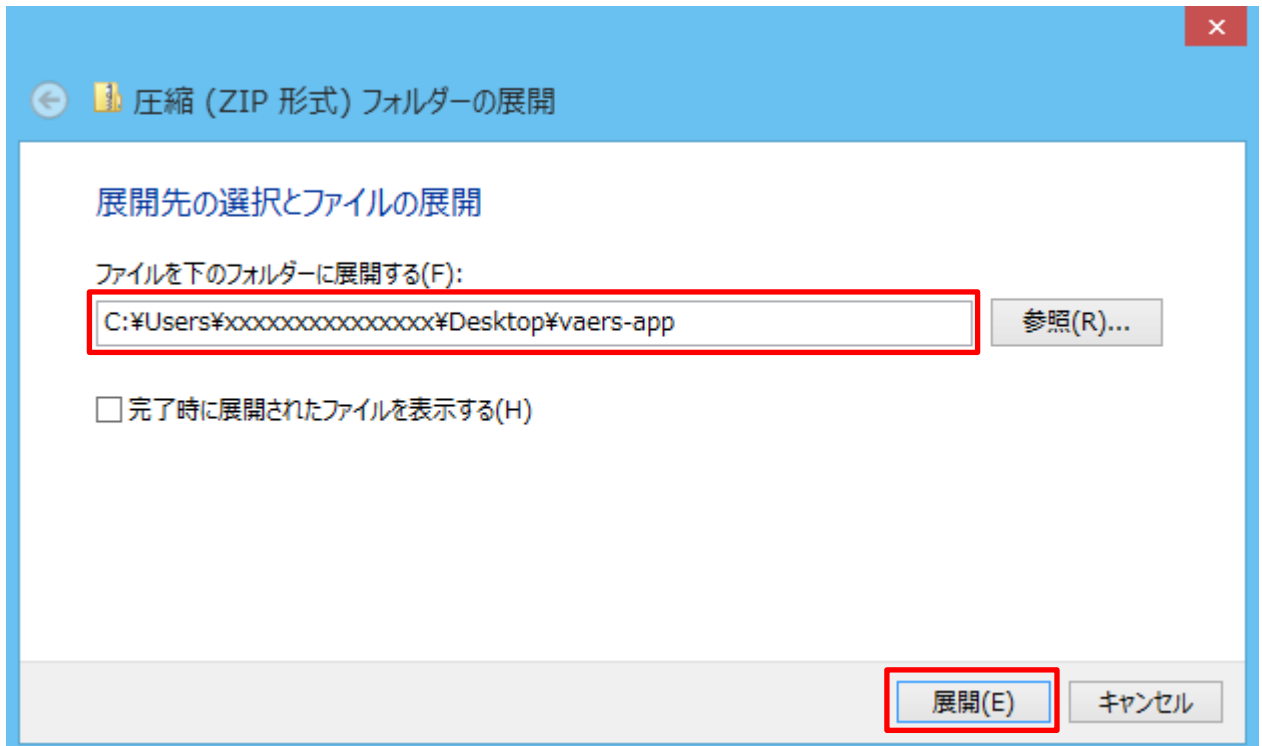 圧縮 (ZIP 形式) フォルダーの展開
展開先の選択とファイルの展開
ファイルを下のフォルダーに展開する(F):
C:¥Users¥xxxxxxxxxxxxxxx¥Desktop¥vaers-app
参照(R)...
完了時に展開されたファイルを表示する(H)
展開(E)
キャンセル